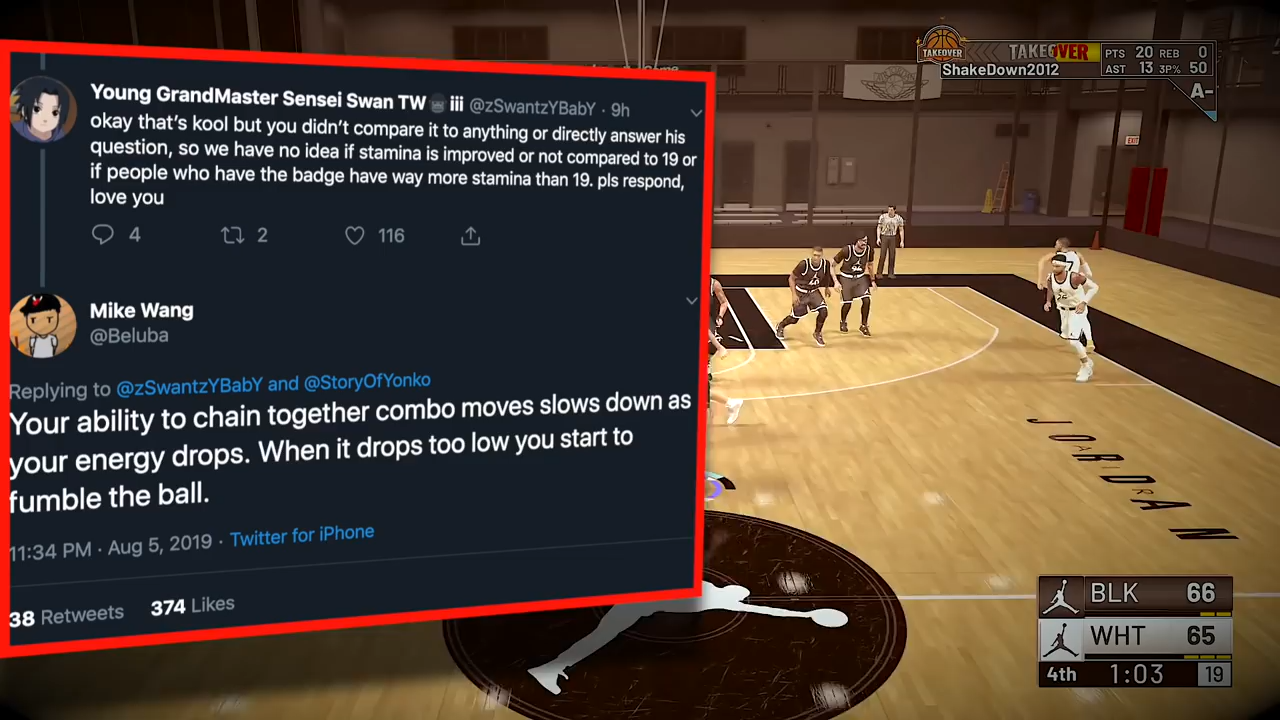 Young GrandMaster Sensei Swan TW iii @zSwantzYBabY · 9h
okay that's kool but you didn't compare it to anything or directly answer his
question, so we have no idea if stamina is improved or not compared to 19 or
if people who have the badge have way more stamina than 19. pls respond,
love you
4 2 116
Mike Wang
@Beluba
Replying to @zSwantzYBabY and @StoryOfYonko
Your ability to chain together combo moves slows down as
your energy drops. When it drops too low you start to
fumble the ball.
11:34 PM · Aug 5, 2019 · Twitter for iPhone
38 Retweets 374 Likes
TAKEOVER TAKEOVER PTS 20 REB 0
ShakeDown2012 AST 13 3P% 50
A-
EXIT
JORDAN
BLK 66
WHT 65
4th 1:03 19